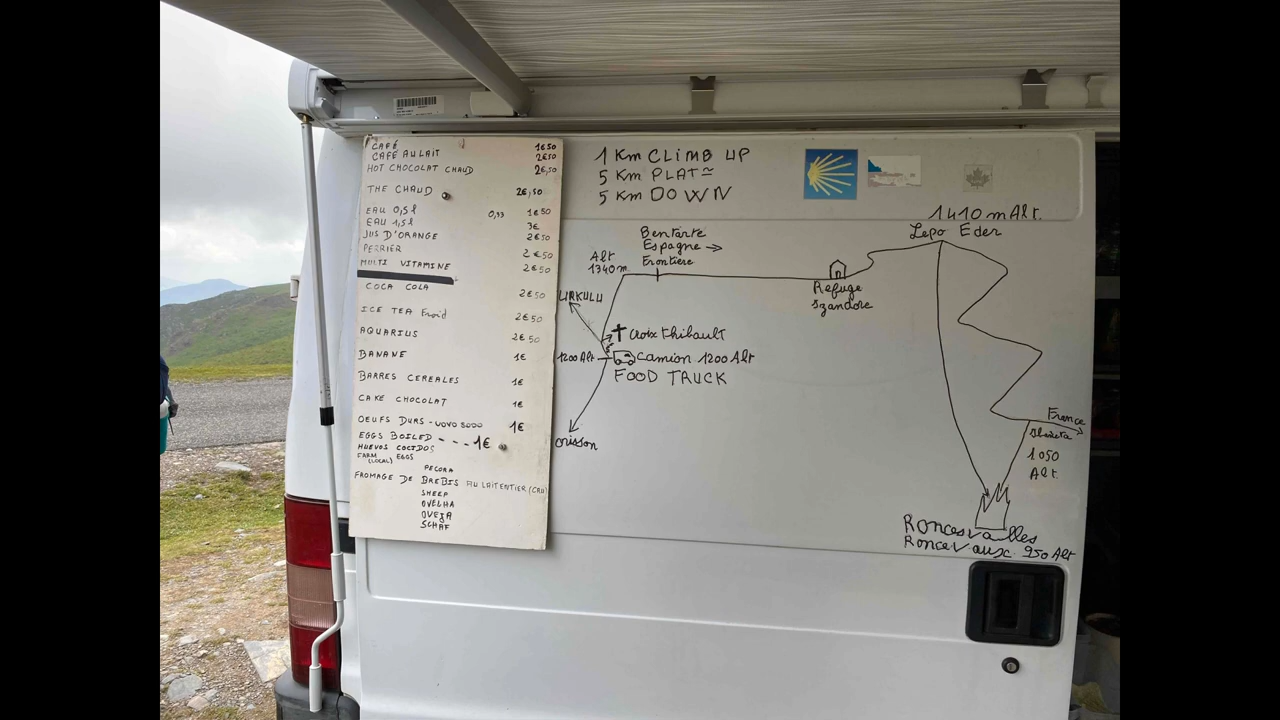 CAFÉ 1€50
CAFÉ AU LAIT 2€50
HOT CHOCOLAT CHAUD 2€,50
THE CHAUD 2€,50
EAU 0,5 l 0,33 1€50
EAU 1,5 l 3€
JUS D'ORANGE 2€50
PERRIER 2€50
MULTI VITAMINE 2€50
COCA COLA 2€50
ICE TEA Froid 2€50
AQUARIUS 2€50
BANANE 1€
BARRES CEREALES 1€
CAKE CHOCOLAT 1€
OEUFS DURS - UOVO SODO 1€
EGGS BOILED - - - 1€
HUEVOS COCIDOS
FARM EGGS
(LOCAL)
PECORA
FROMAGE DE BREBIS AU LAIT ENTIER (CRU)
SHEEP
OVELHA
OVEJA
SCHAF
1 Km CLIMB UP
5 Km PLAT ≃
5 Km DOWN
1410 m Alt.
Lepo Eder
Bentarte
Espagne →
Frontière
Alt
1340m
Refuge
Izandore
URKULU
Croix Thibault
1200 Alt
Camion 1200 Alt
FOOD TRUCK
Orisson
France
Ibañeta
1050
Alt.
Roncesvalles
Roncevaux. 950 Alt